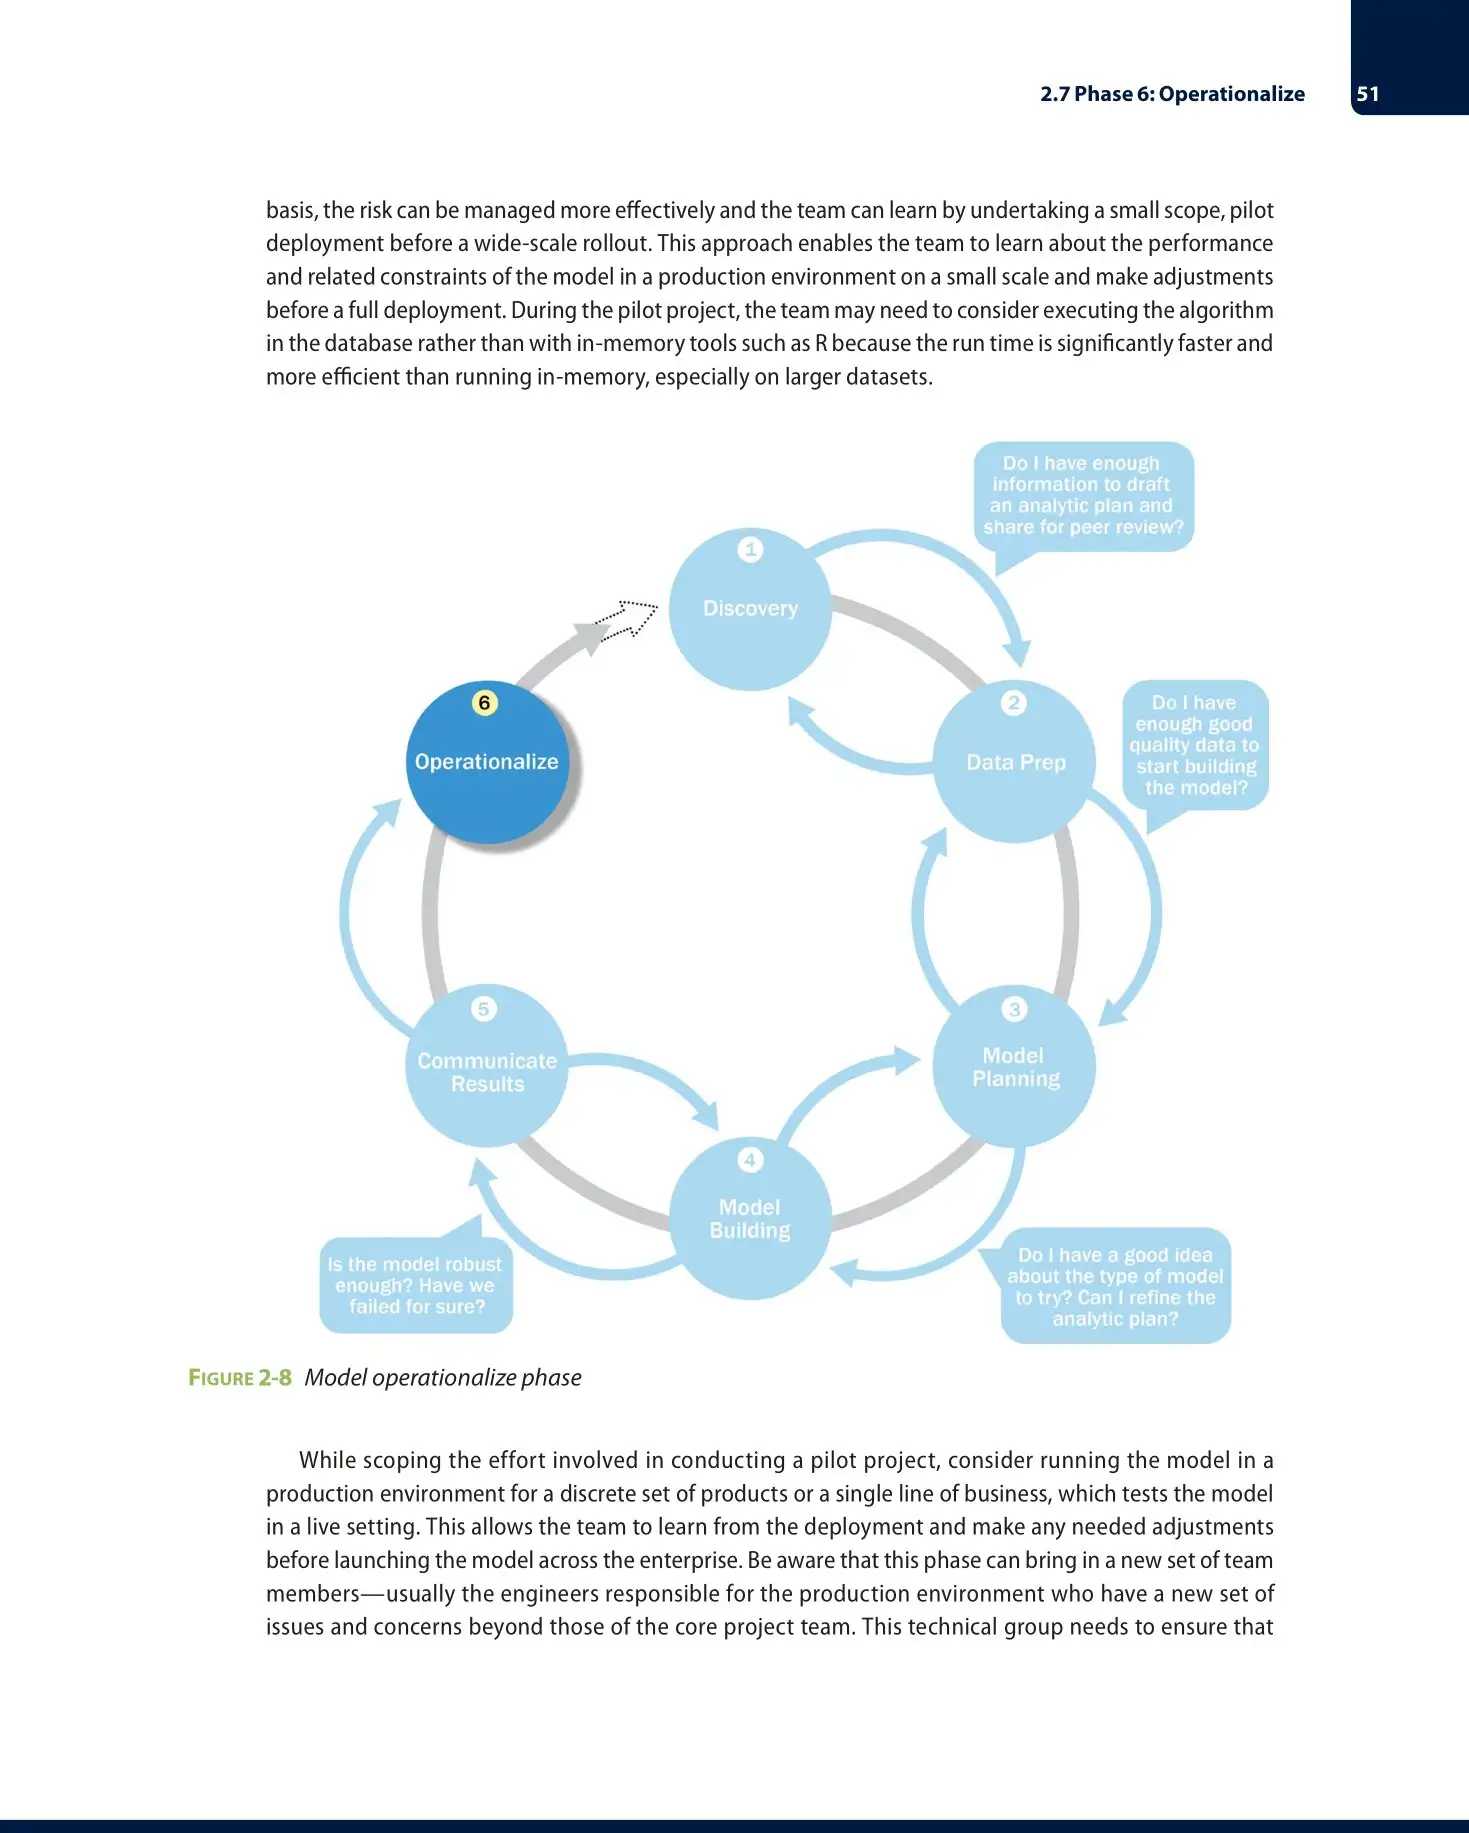 2.7 Phase 6: Operationalize 51
basis, the risk can be managed more effectively and the team can learn by undertaking a small scope, pilot
deployment before a wide-scale rollout. This approach enables the team to learn about the performance
and related constraints of the model in a production environment on a small scale and make adjustments
before a full deployment. During the pilot project, the team may need to consider executing the algorithm
in the database rather than with in-memory tools such as R because the run time is significantly faster and
more efficient than running in-memory, especially on larger datasets.
Do I have enough
information to draft
an analytic plan and
share for peer review?
1
Discovery
2
Data Prep
Do I have
enough good
quality data to
start building
the model?
6
Operationalize
3
Model
Planning
5
Communicate
Results
4
Model
Building
Is the model robust
enough? Have we
failed for sure?
Do I have a good idea
about the type of model
to try? Can I refine the
analytic plan?
FIGURE 2-8 Model operationalize phase
While scoping the effort involved in conducting a pilot project, consider running the model in a
production environment for a discrete set of products or a single line of business, which tests the model
in a live setting. This allows the team to learn from the deployment and make any needed adjustments
before launching the model across the enterprise. Be aware that this phase can bring in a new set of team
members—usually the engineers responsible for the production environment who have a new set of
issues and concerns beyond those of the core project team. This technical group needs to ensure that